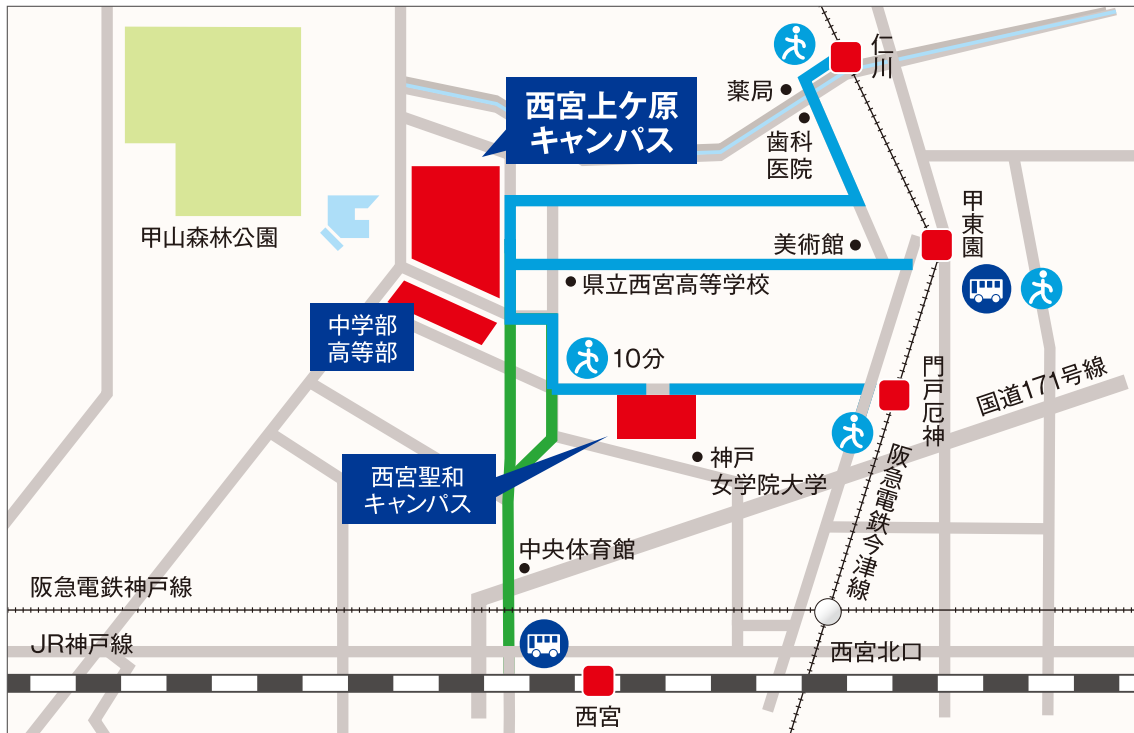 仁川
薬局
西宮上ケ原
キャンパス
歯科
医院
甲東園
甲山森林公園
美術館
県立西宮高等学校
中学部
高等部
10分
門戸厄神
国道171号線
神戸
女学院大学
西宮聖和
キャンパス
阪急電鉄今津線
中央体育館
阪急電鉄神戸線
JR神戸線
西宮北口
西宮